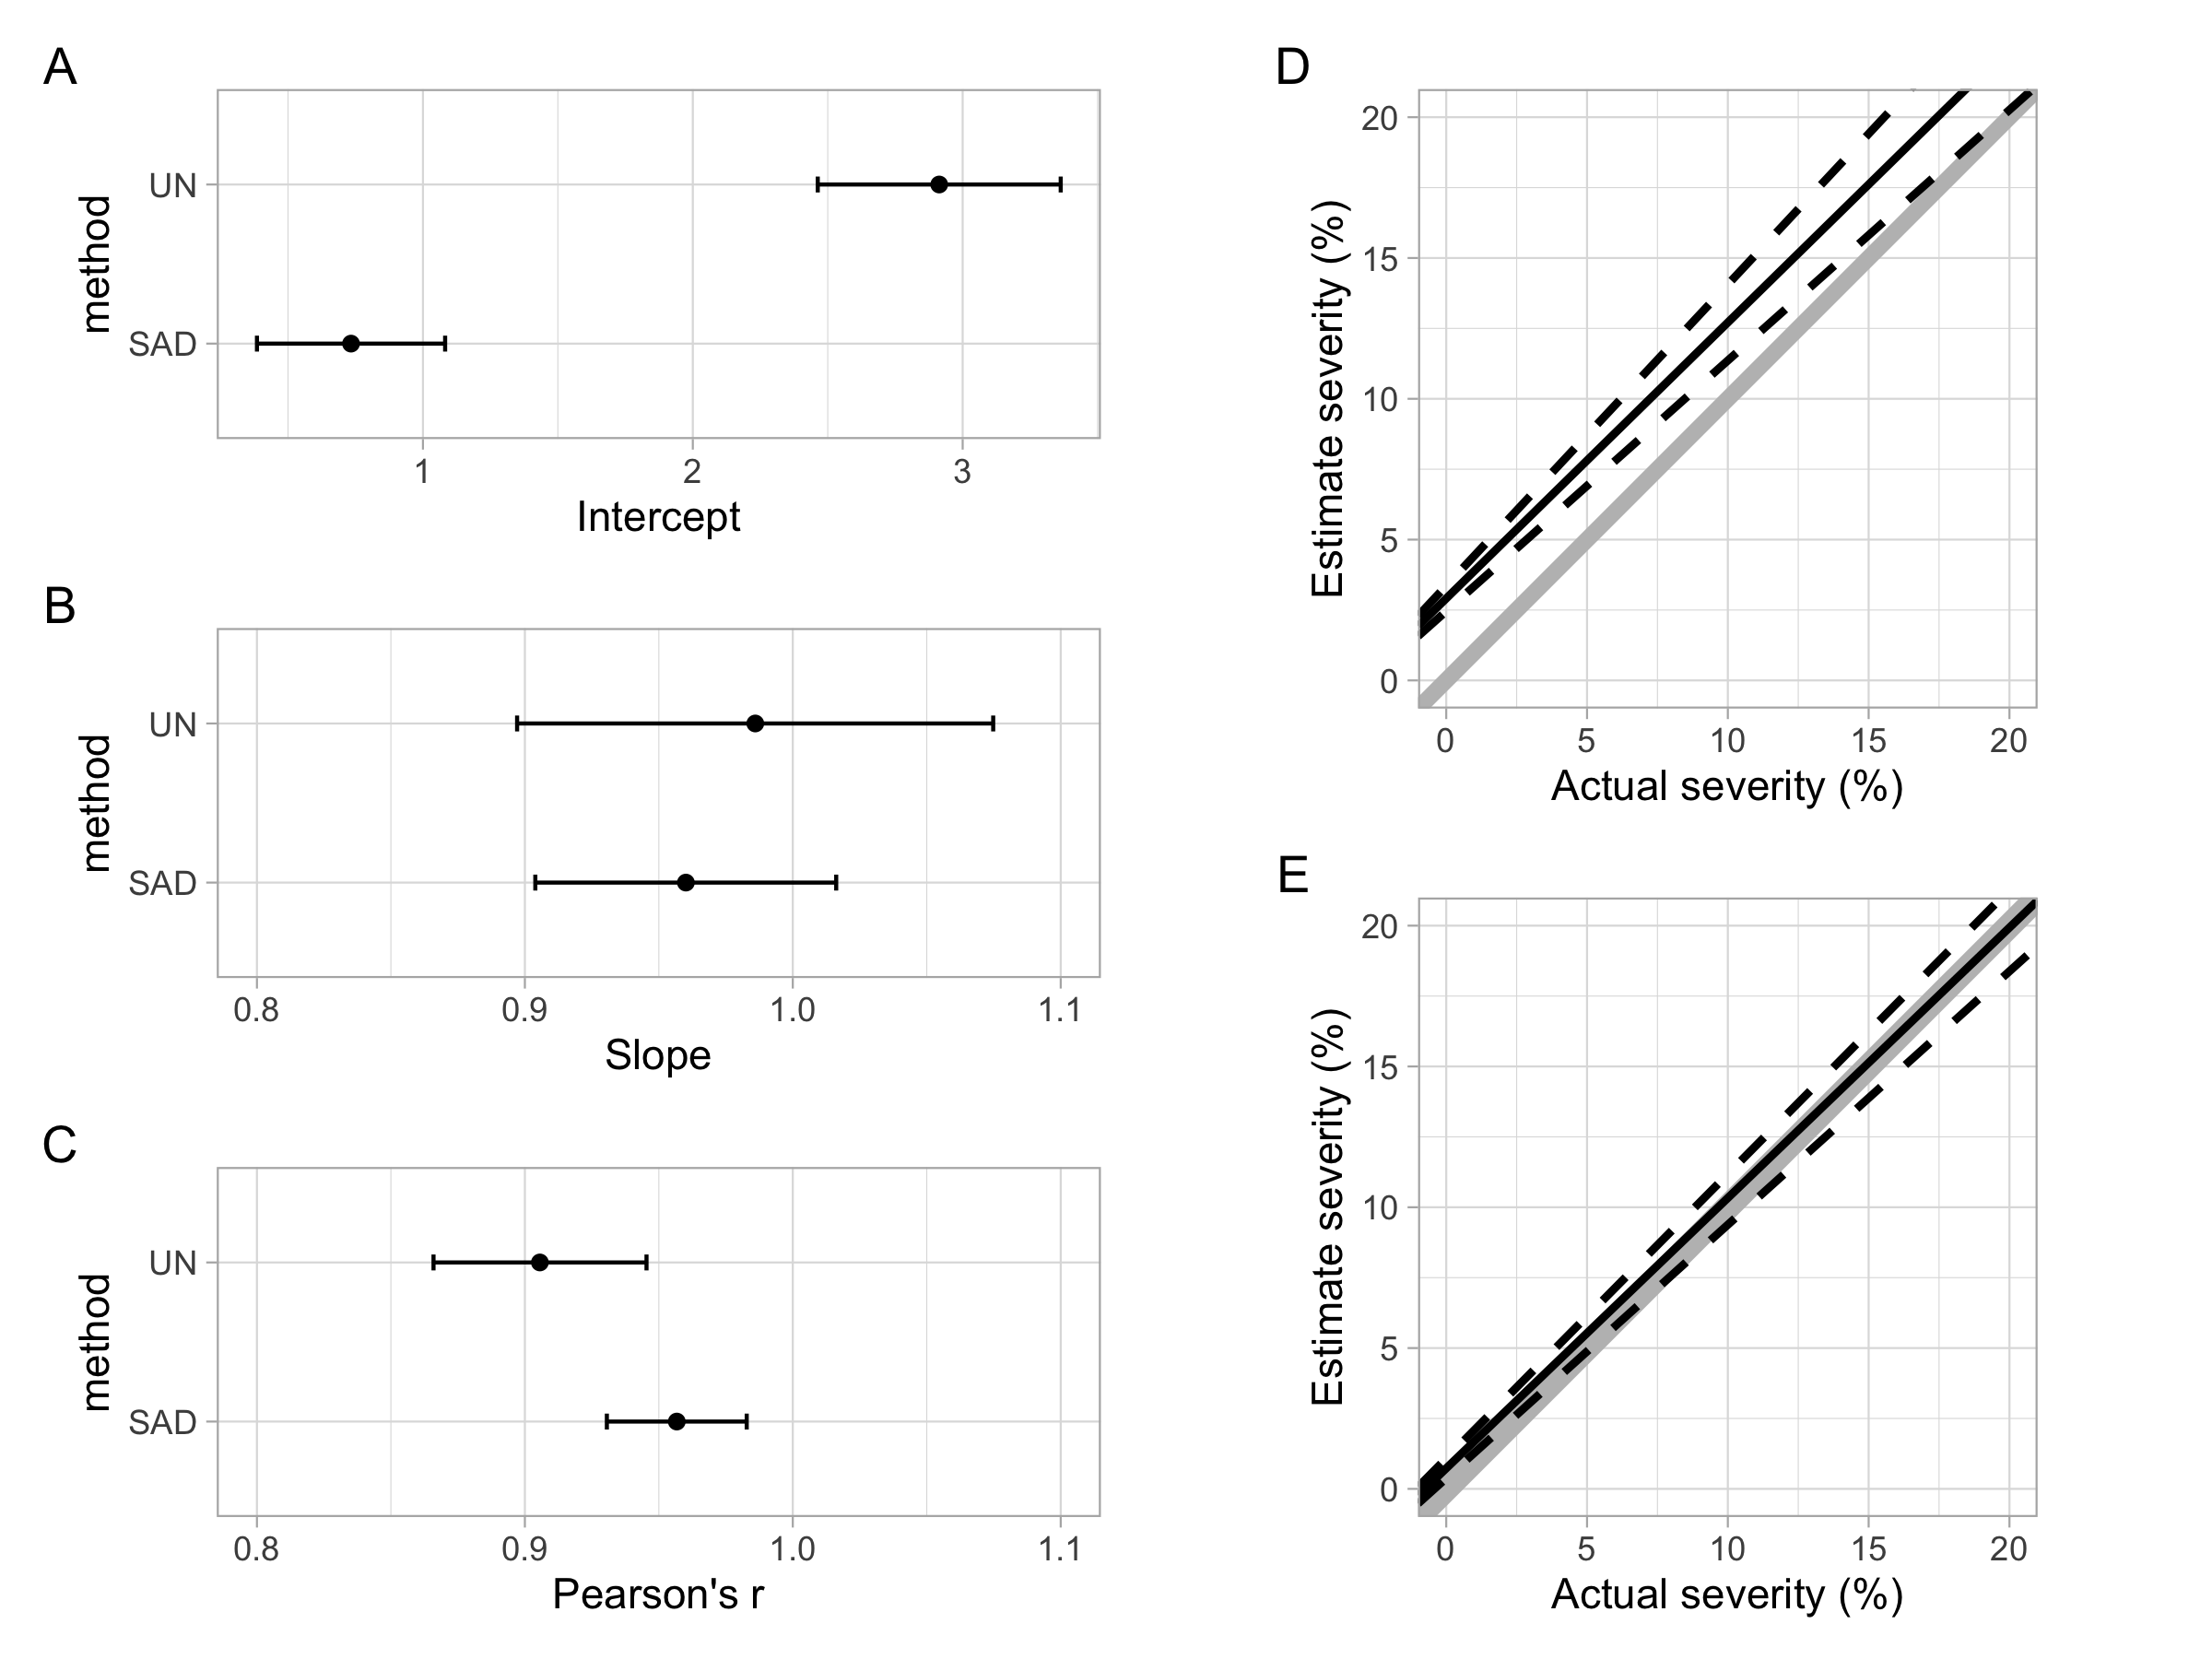 A
method
UN
SAD
1 2 3
Intercept
B
method
UN
SAD
0.8 0.9 1.0 1.1
Slope
C
method
UN
SAD
0.8 0.9 1.0 1.1
Pearson's r
D
Estimate severity (%)
20
15
10
5
0
0 5 10 15 20
Actual severity (%)
E
Estimate severity (%)
20
15
10
5
0
0 5 10 15 20
Actual severity (%)